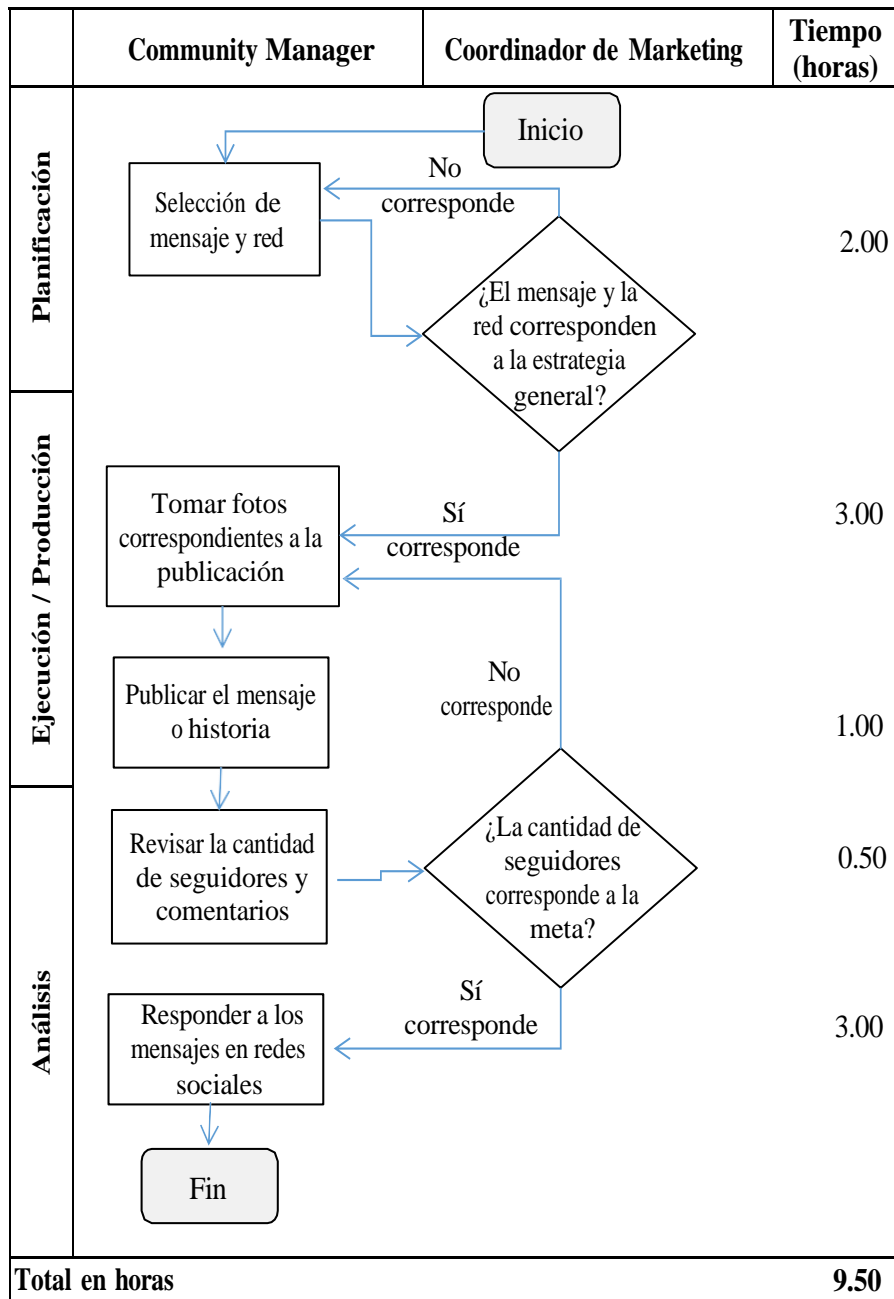 Community Manager
Coordinador de Marketing
Tiempo
(horas)
Planificación
Inicio
No
corresponde
Selección de
mensaje y red
2.00
¿El mensaje y la
red corresponden
a la estrategia
general?
Ejecución / Producción
Tomar fotos
correspondientes a la
publicación
Sí
corresponde
3.00
Publicar el mensaje
o historia
No
corresponde
1.00
Análisis
Revisar la cantidad
de seguidores y
comentarios
¿La cantidad de
seguidores
corresponde a la
meta?
0.50
Sí
corresponde
Responder a los
mensajes en redes
sociales
3.00
Fin
Total en horas
9.50